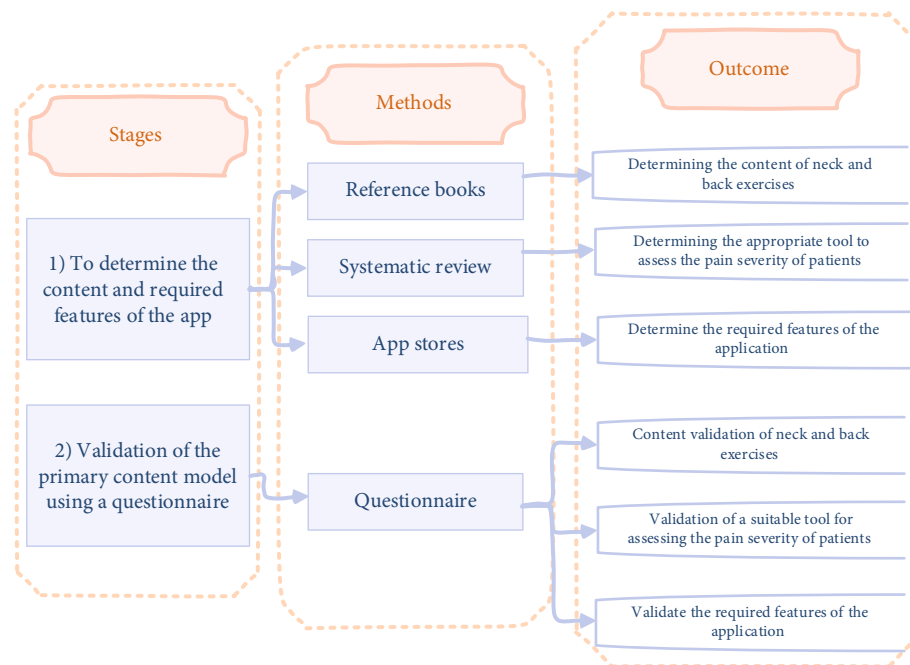 Stages
1) To determine the
content and required
features of the app
2) Validation of the
primary content model
using a questionnaire
Methods
Reference books
Systematic review
App stores
Questionnaire
Outcome
Determining the content of neck and
back exercises
Determining the appropriate tool to
assess the pain severity of patients
Determine the required features of the
application
Content validation of neck and back
exercises
Validation of a suitable tool for
assessing the pain severity of patients
Validate the required features of the
application